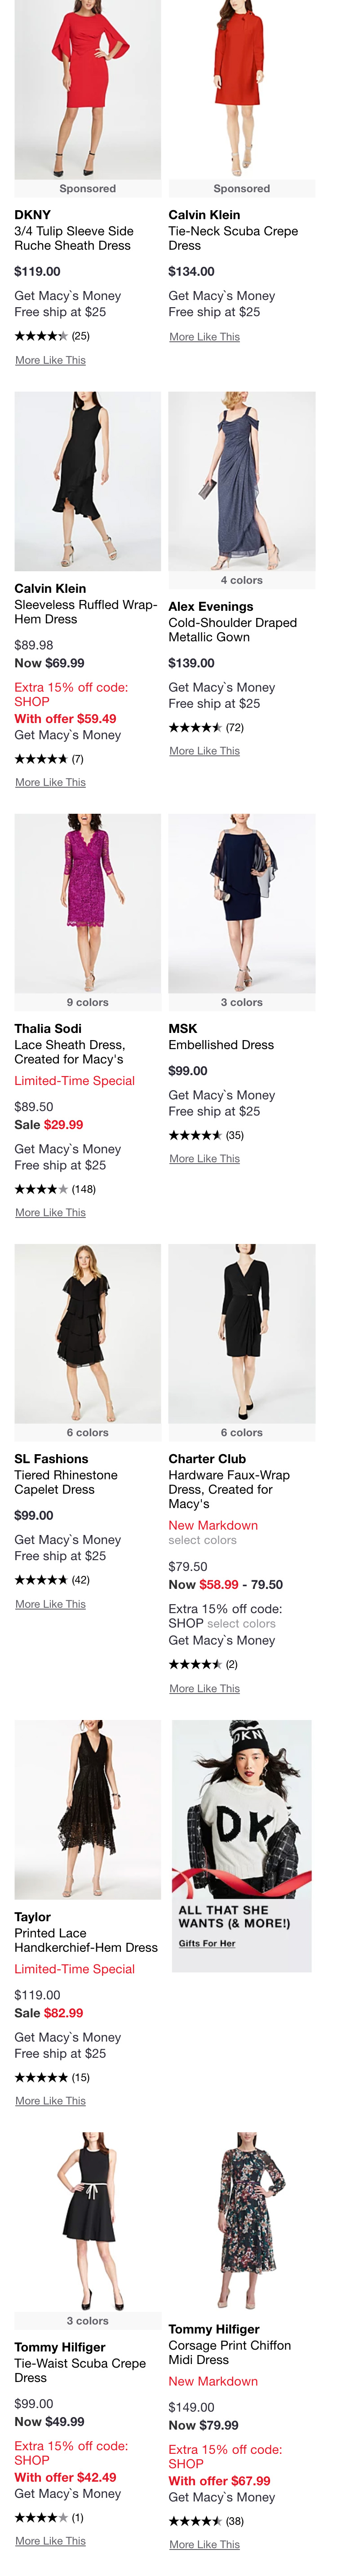 Sponsored
DKNY
3/4 Tulip Sleeve Side
Ruche Sheath Dress
$119.00
Get Macy`s Money
Free ship at $25
(25)
More Like This
Sponsored
Calvin Klein
Tie-Neck Scuba Crepe
Dress
$134.00
Get Macy`s Money
Free ship at $25
More Like This
Calvin Klein
Sleeveless Ruffled Wrap-
Hem Dress
$89.98
Now $69.99
Extra 15% off code:
SHOP
With offer $59.49
Get Macy`s Money
(7)
More Like This
4 colors
Alex Evenings
Cold-Shoulder Draped
Metallic Gown
$139.00
Get Macy`s Money
Free ship at $25
(72)
More Like This
9 colors
Thalia Sodi
Lace Sheath Dress,
Created for Macy's
Limited-Time Special
$89.50
Sale $29.99
Get Macy`s Money
Free ship at $25
(148)
More Like This
3 colors
MSK
Embellished Dress
$99.00
Get Macy`s Money
Free ship at $25
(35)
More Like This
6 colors
SL Fashions
Tiered Rhinestone
Capelet Dress
$99.00
Get Macy`s Money
Free ship at $25
(42)
More Like This
6 colors
Charter Club
Hardware Faux-Wrap
Dress, Created for
Macy's
New Markdown
select colors
$79.50
Now $58.99 - 79.50
Extra 15% off code:
SHOP select colors
Get Macy`s Money
(2)
More Like This
Taylor
Printed Lace
Handkerchief-Hem Dress
Limited-Time Special
$119.00
Sale $82.99
Get Macy`s Money
Free ship at $25
(15)
More Like This
DKN
DK
ALL THAT SHE
WANTS (& MORE!)
Gifts For Her
3 colors
Tommy Hilfiger
Tie-Waist Scuba Crepe
Dress
$99.00
Now $49.99
Extra 15% off code:
SHOP
With offer $42.49
Get Macy`s Money
(1)
More Like This
Tommy Hilfiger
Corsage Print Chiffon
Midi Dress
New Markdown
$149.00
Now $79.99
Extra 15% off code:
SHOP
With offer $67.99
Get Macy`s Money
(38)
More Like This